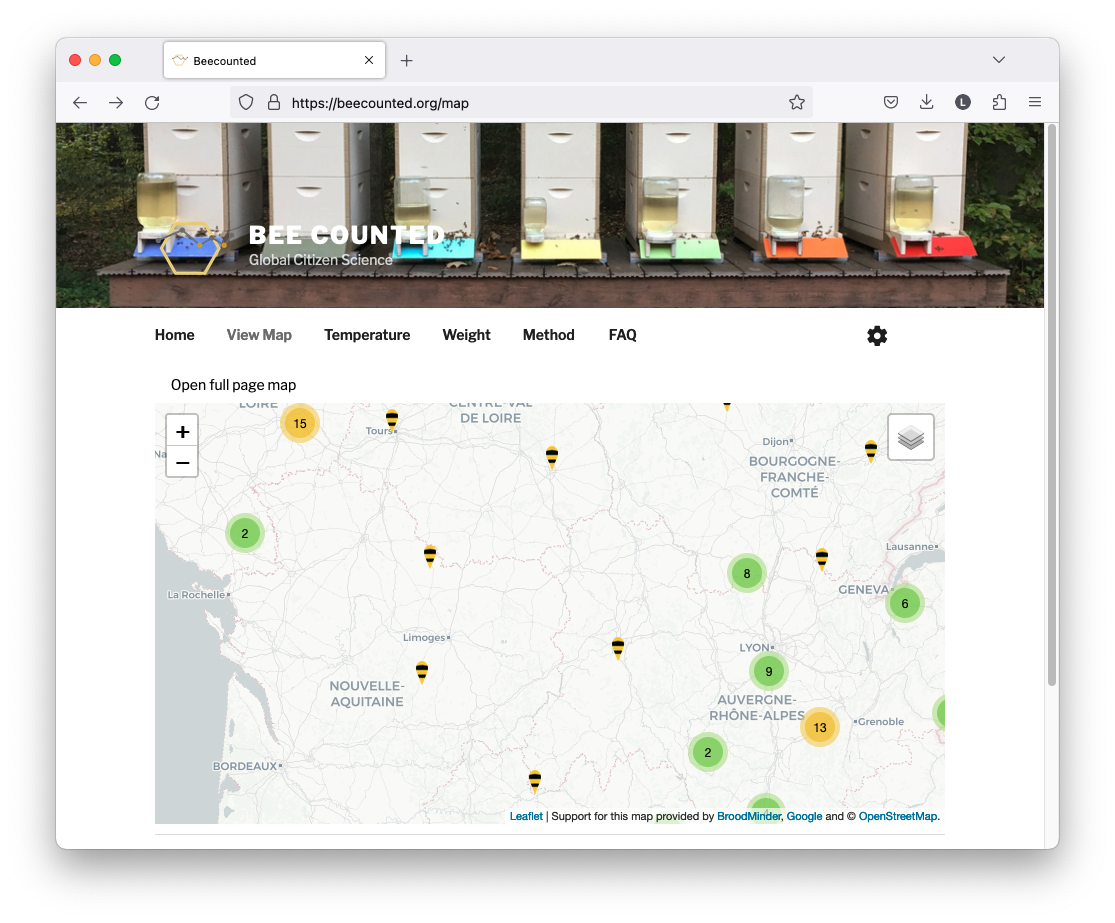 Beecounted
https://beecounted.org/map
L
BEE COUNTED
Global Citizen Science
Home View Map Temperature Weight Method FAQ
Open full page map
+
−
LOIRE
15
Tours
CENTRE-VAL
DE LOIRE
Dijon
BOURGOGNE-
FRANCHE-
COMTÉ
Na
2
Lausanne
8
GENEVA
6
La Rochelle
Limoges
LYON
9
NOUVELLE-
AQUITAINE
AUVERGNE-
RHÔNE-ALPES
13
Grenoble
2
BORDEAUX
Leaflet | Support for this map provided by BroodMinder, Google and © OpenStreetMap.